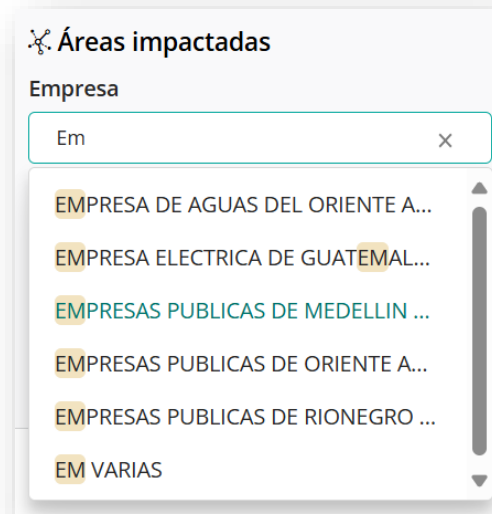 Áreas impactadas
Empresa
Em
EMPRESA DE AGUAS DEL ORIENTE A...
EMPRESA ELECTRICA DE GUATEMAL...
EMPRESAS PUBLICAS DE MEDELLIN ...
EMPRESAS PUBLICAS DE ORIENTE A...
EMPRESAS PUBLICAS DE RIONEGRO ...
EM VARIAS